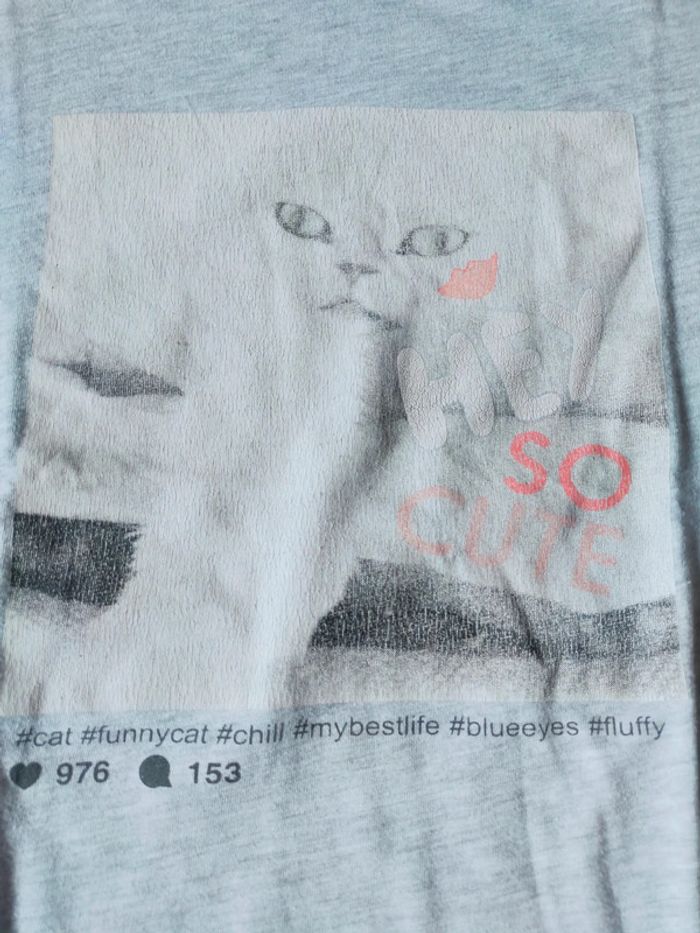 HEY
SO
CUTE
#cat #funnycat #chill #mybestlife #blueeyes #fluffy
976 153